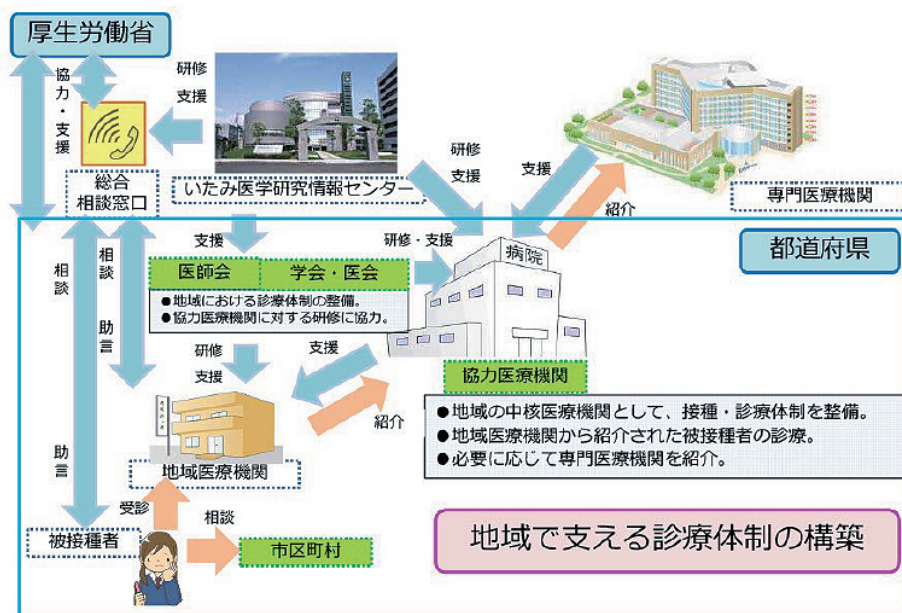 厚生労働省
協力・支援
研修
支援
総合
相談窓口
いたみ医学研究情報センター
研修
支援
支援
紹介
専門医療機関
都道府県
相談
助言
相談
助言
支援
研修・支援
病院
医師会
学会・医会
●地域における診療体制の整備。
●協力医療機関に対する研修に協力。
研修
支援
支援
紹介
協力医療機関
●地域の中核医療機関として、接種・診療体制を整備。
●地域医療機関から紹介された被接種者の診療。
●必要に応じて専門医療機関を紹介。
地域医療機関
受診
相談
被接種者
市区町村
地域で支える診療体制の構築